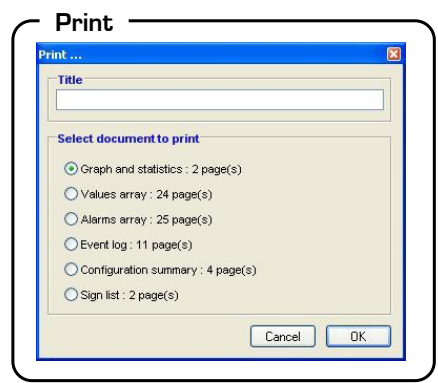 Print
Print ...
Title
Select document to print
Graph and statistics : 2 page(s)
Values array : 24 page(s)
Alarms array : 25 page(s)
Event log : 11 page(s)
Configuration summary : 4 page(s)
Sign list : 2 page(s)
Cancel
OK